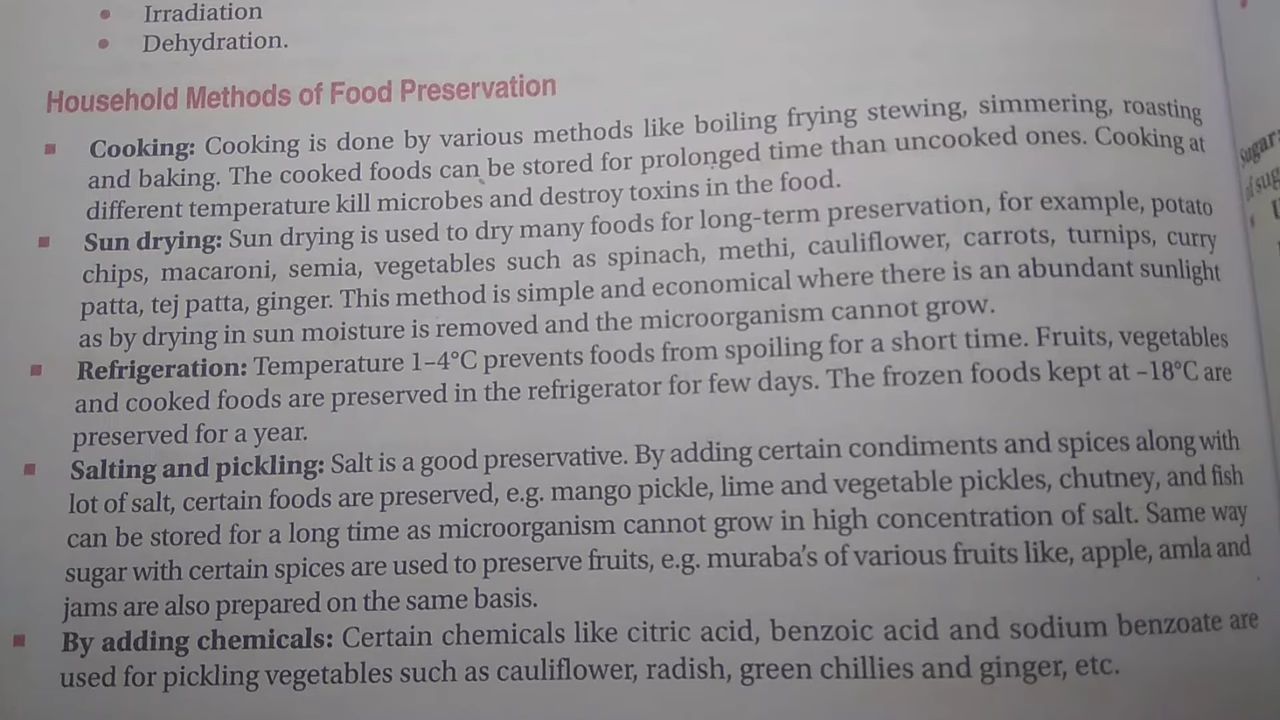 • Irradiation
• Dehydration.
Household Methods of Food Preservation
▪ Cooking: Cooking is done by various methods like boiling frying stewing, simmering, roasting
and baking. The cooked foods can be stored for prolonged time than uncooked ones. Cooking at
different temperature kill microbes and destroy toxins in the food.
▪ Sun drying: Sun drying is used to dry many foods for long-term preservation, for example, potato
chips, macaroni, semia, vegetables such as spinach, methi, cauliflower, carrots, turnips, curry
patta, tej patta, ginger. This method is simple and economical where there is an abundant sunlight
as by drying in sun moisture is removed and the microorganism cannot grow.
▪ Refrigeration: Temperature 1–4°C prevents foods from spoiling for a short time. Fruits, vegetables
and cooked foods are preserved in the refrigerator for few days. The frozen foods kept at –18°C are
preserved for a year.
▪ Salting and pickling: Salt is a good preservative. By adding certain condiments and spices along with
lot of salt, certain foods are preserved, e.g. mango pickle, lime and vegetable pickles, chutney, and fish
can be stored for a long time as microorganism cannot grow in high concentration of salt. Same way
sugar with certain spices are used to preserve fruits, e.g. muraba's of various fruits like, apple, amla and
jams are also prepared on the same basis.
▪ By adding chemicals: Certain chemicals like citric acid, benzoic acid and sodium benzoate are
used for pickling vegetables such as cauliflower, radish, green chillies and ginger, etc.